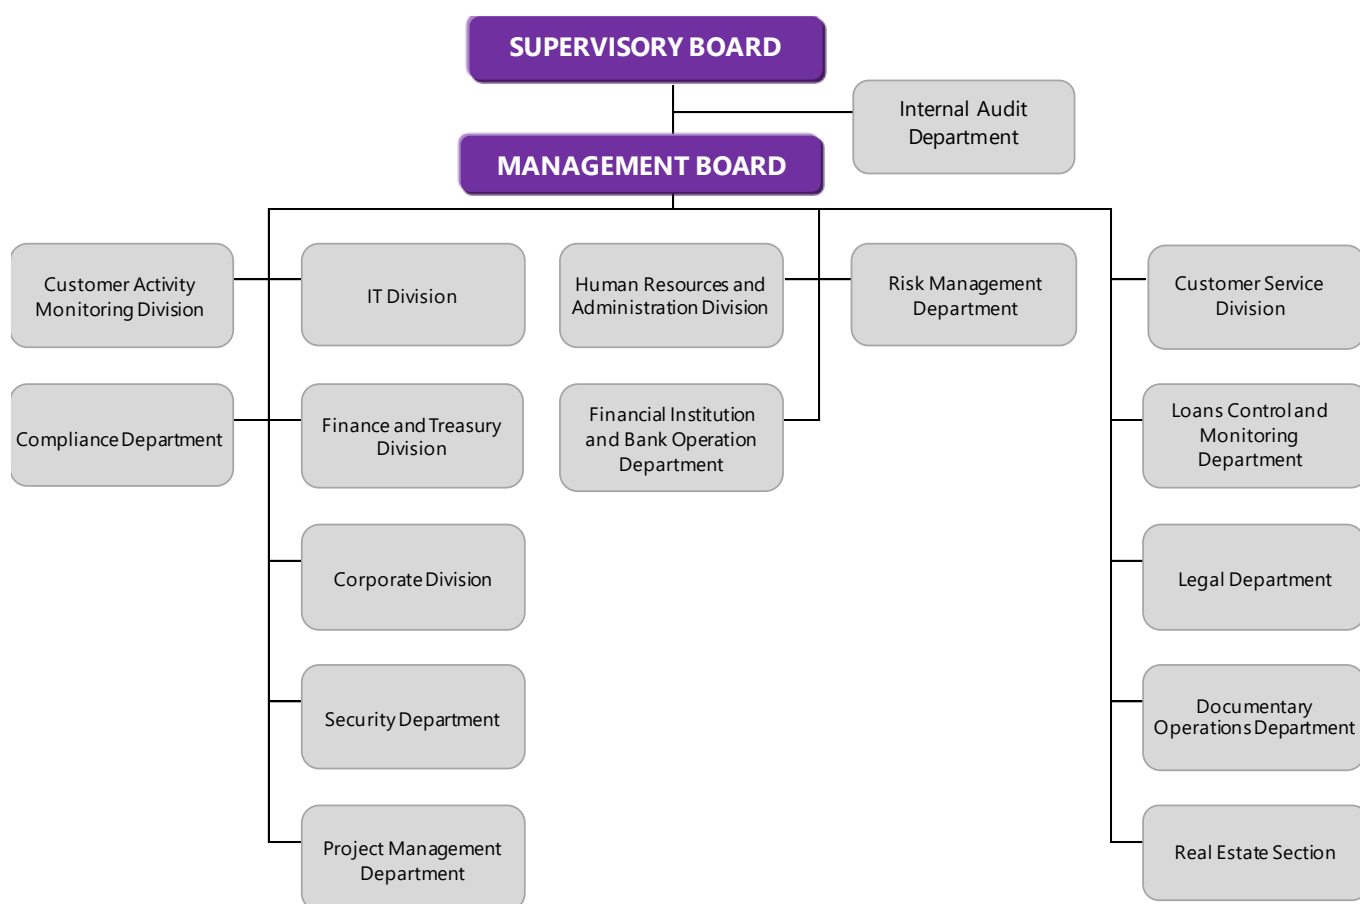 SUPERVISORY BOARD
Internal Audit
Department
MANAGEMENT BOARD
Customer Activity
Monitoring Division
IT Division
Human Resources and
Administration Division
Risk Management
Department
Customer Service
Division
Compliance Department
Finance and Treasury
Division
Financial Institution
and Bank Operation
Department
Loans Control and
Monitoring
Department
Corporate Division
Legal Department
Security Department
Documentary
Operations Department
Project Management
Department
Real Estate Section